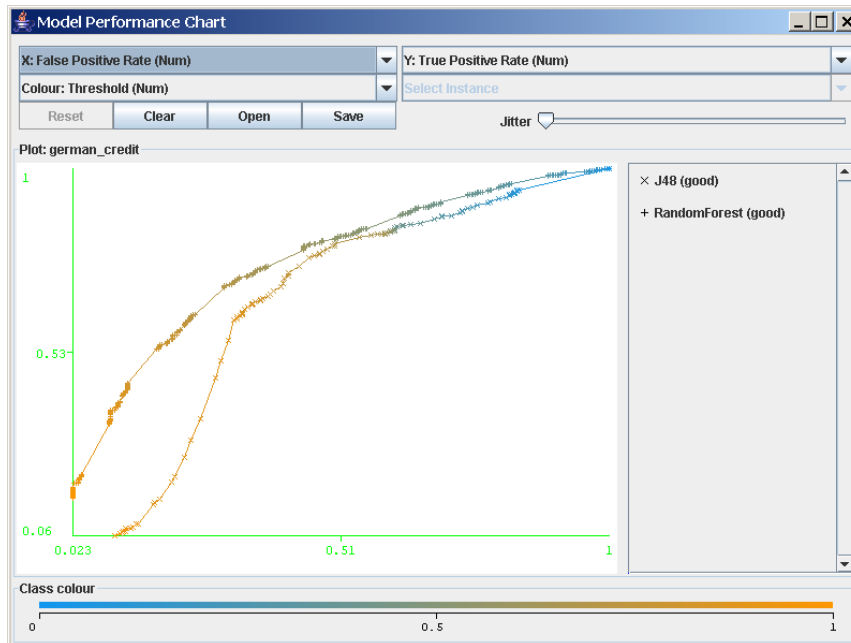 Model Performance Chart
X: False Positive Rate (Num)
Y: True Positive Rate (Num)
Colour: Threshold (Num)
Select Instance
Reset
Clear
Open
Save
Jitter
Plot: german_credit
1
0.53
0.06
0.023
0.51
1
× J48 (good)
+ RandomForest (good)
Class colour
0
0.5
1